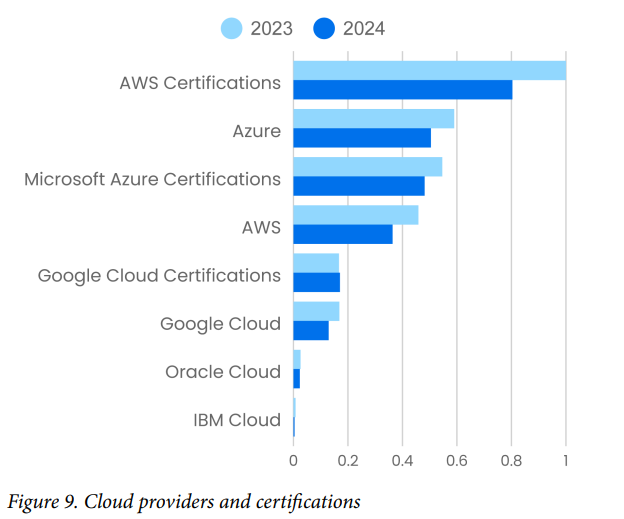 2023 2024
AWS Certifications
Azure
Microsoft Azure Certifications
AWS
Google Cloud Certifications
Google Cloud
Oracle Cloud
IBM Cloud
0 0.2 0.4 0.6 0.8 1
Figure 9. Cloud providers and certifications